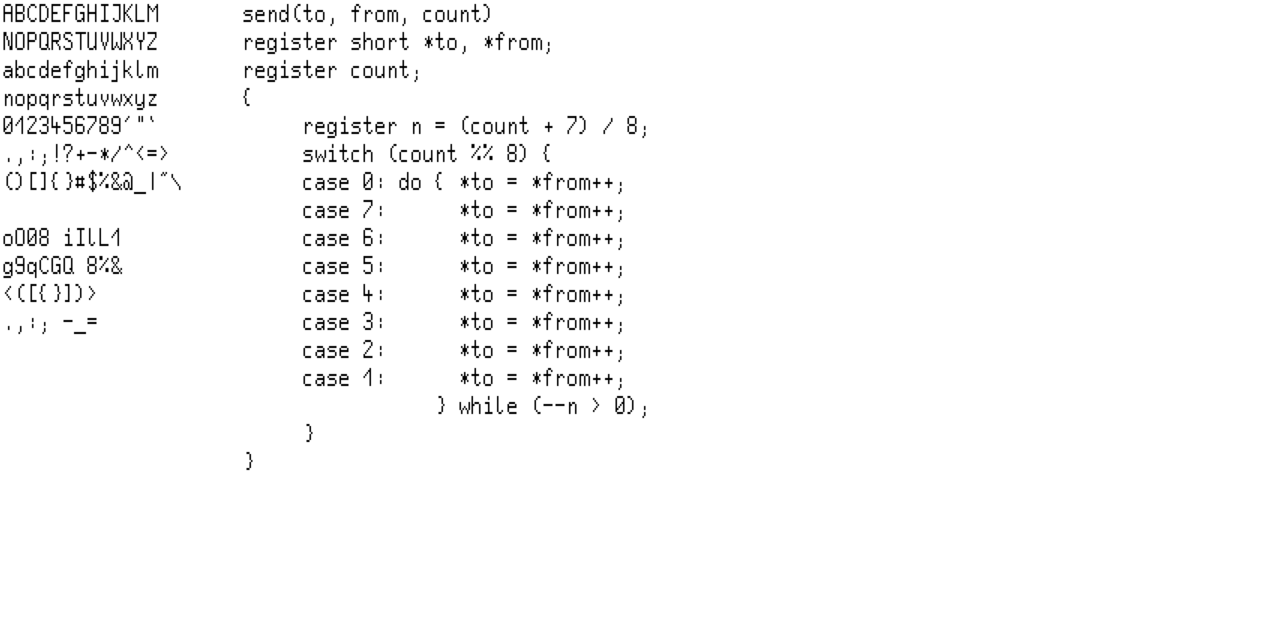 ABCDEFGHIJKLM
NOPQRSTUVWXYZ
abcdefghijklm
nopqrstuvwxyz
0123456789´"`
.,:;!?+-*/^<=>
()[]{}#$%&@_|~\
oO08 iIlL1
g9qCGQ 8%&
<([{}])>
.,:; -_=
send(to, from, count)
register short *to, *from;
register count;
{
register n = (count + 7) / 8;
switch (count %% 8) {
case 0: do { *to = *from++;
case 7:      *to = *from++;
case 6:      *to = *from++;
case 5:      *to = *from++;
case 4:      *to = *from++;
case 3:      *to = *from++;
case 2:      *to = *from++;
case 1:      *to = *from++;
} while (--n > 0);
}
}